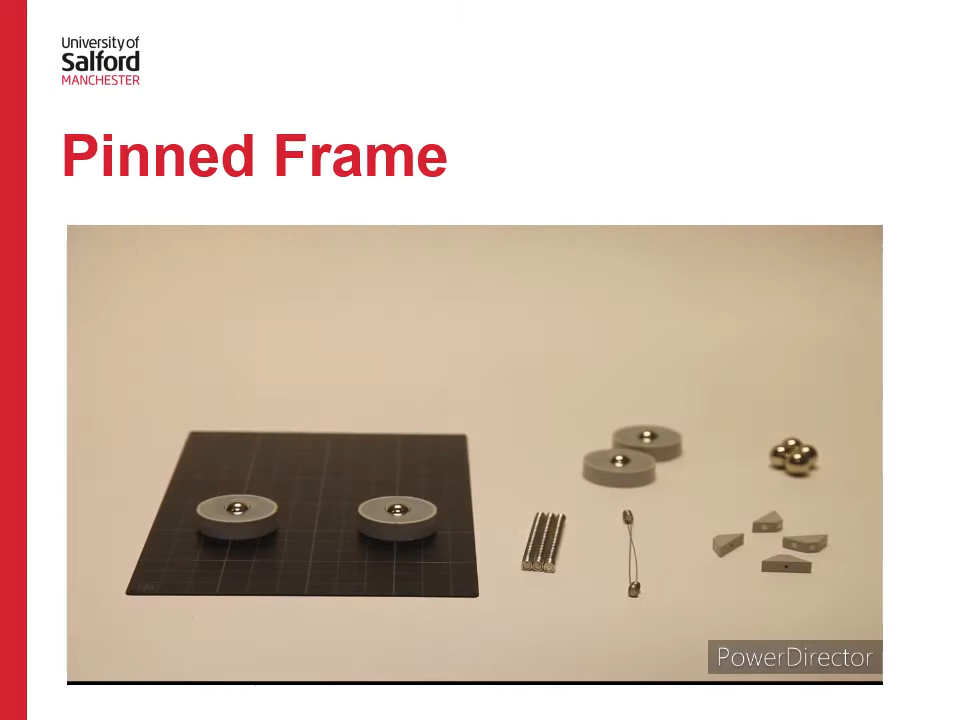 University of
Salford
MANCHESTER
Pinned Frame
PowerDirector